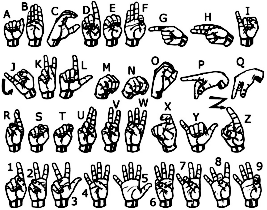 A B C D E F G H I
J K L M N O P Q
R S T U V W X Y Z
1 2 3 4 5 6 7 8 9